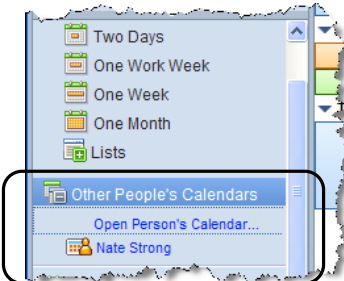 Two Days
One Work Week
One Week
One Month
Lists
Other People's Calendars
Open Person's Calendar...
Nate Strong